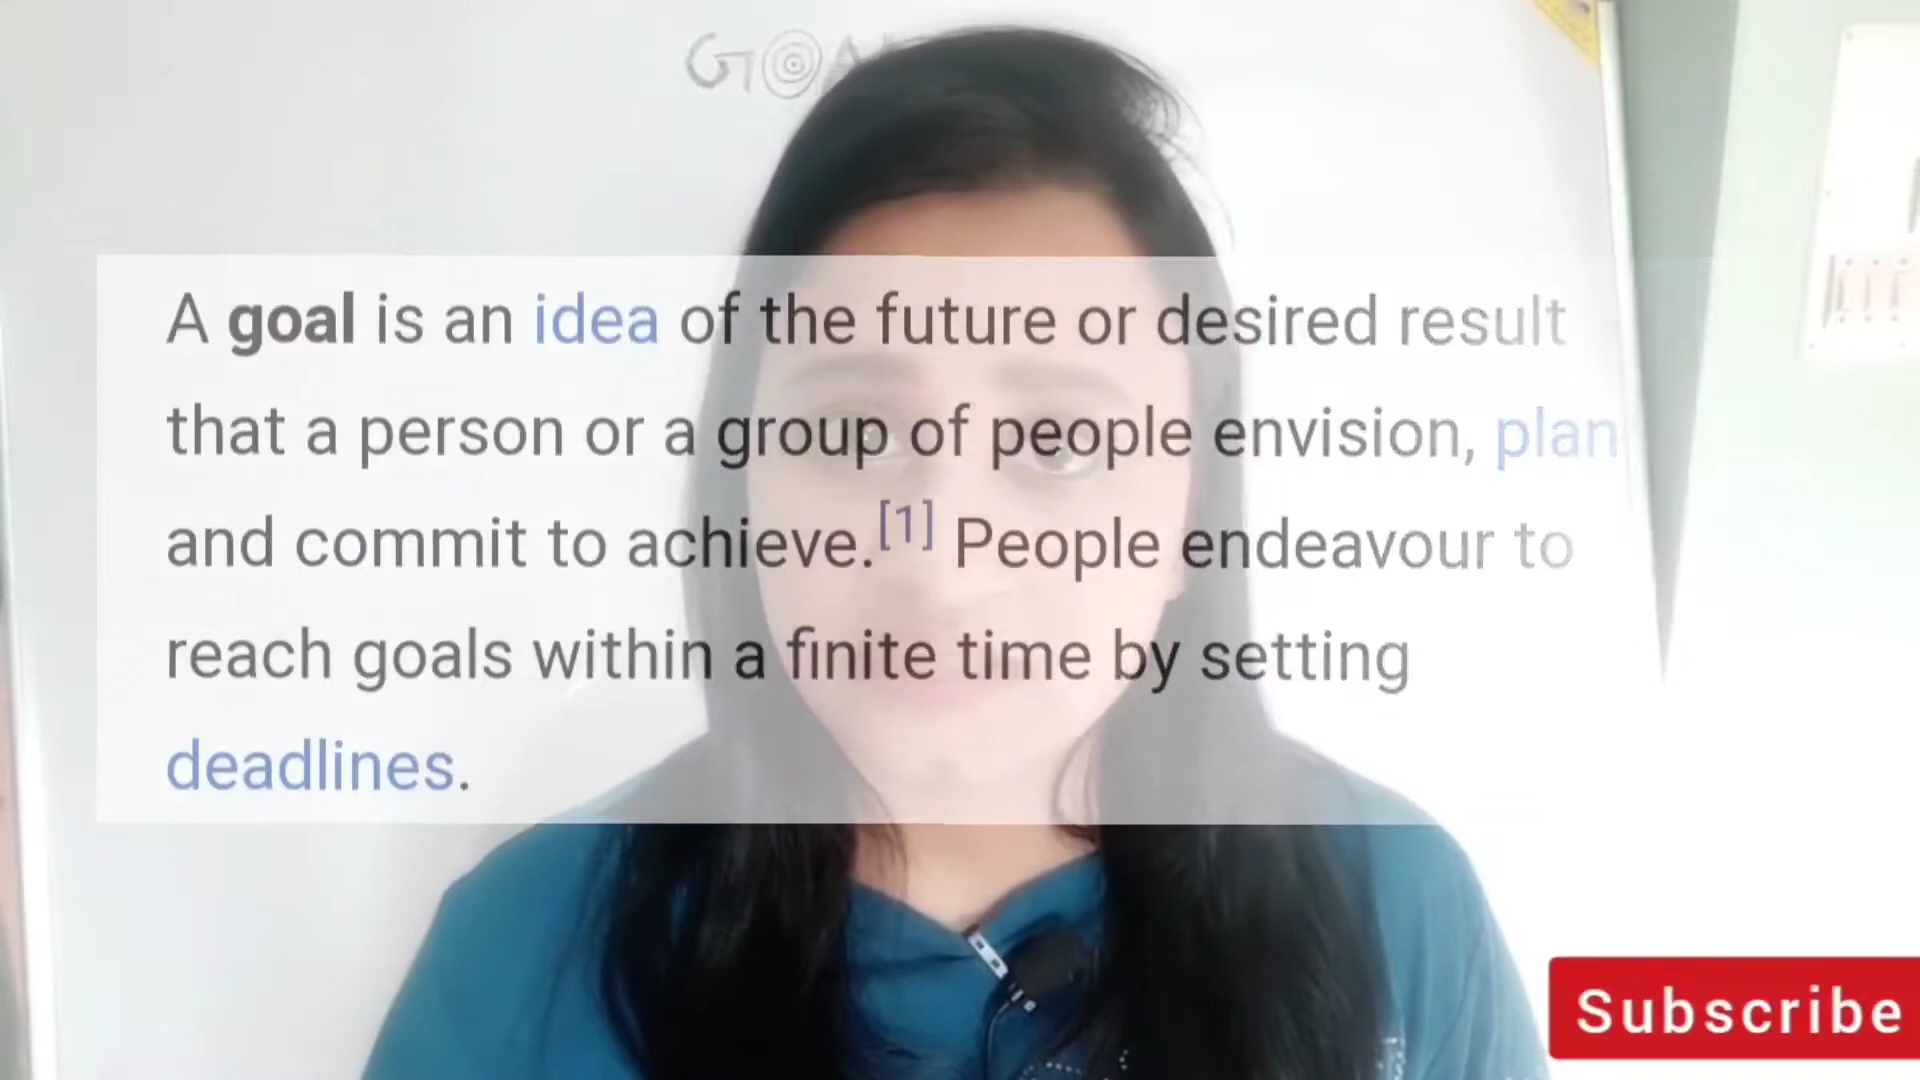 GOA
A goal is an idea of the future or desired result
that a person or a group of people envision, plan
and commit to achieve.[1] People endeavour to
reach goals within a finite time by setting
deadlines.
Subscribe